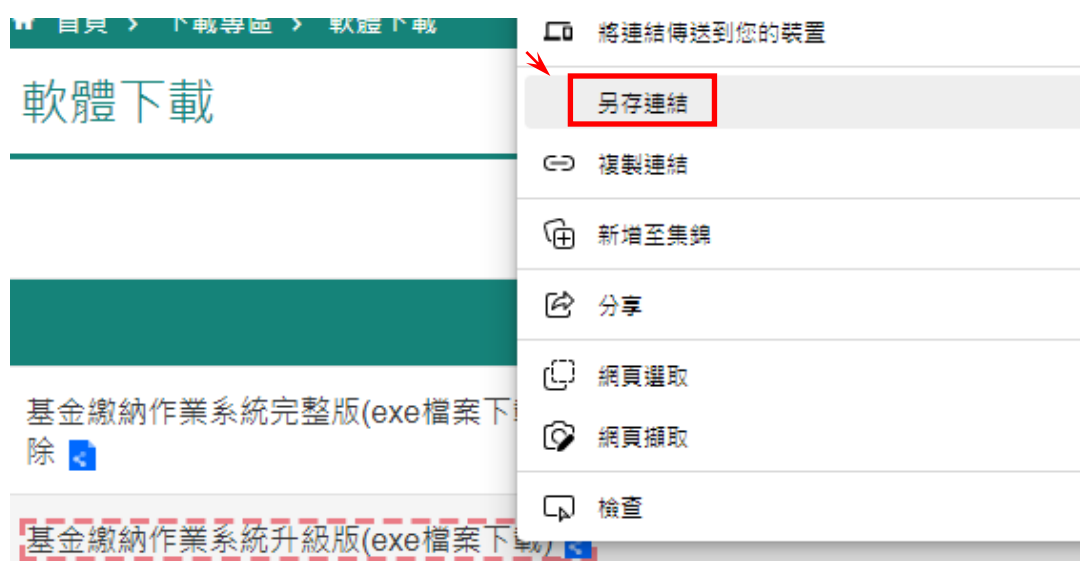 首頁 › 下載專區 › 軟體下載
軟體下載
基金繳納作業系統完整版(exe檔案下
除
基金繳納作業系統升級版(exe檔案下載)
將連結傳送到您的裝置
另存連結
複製連結
新增至集錦
分享
網頁選取
網頁擷取
檢查